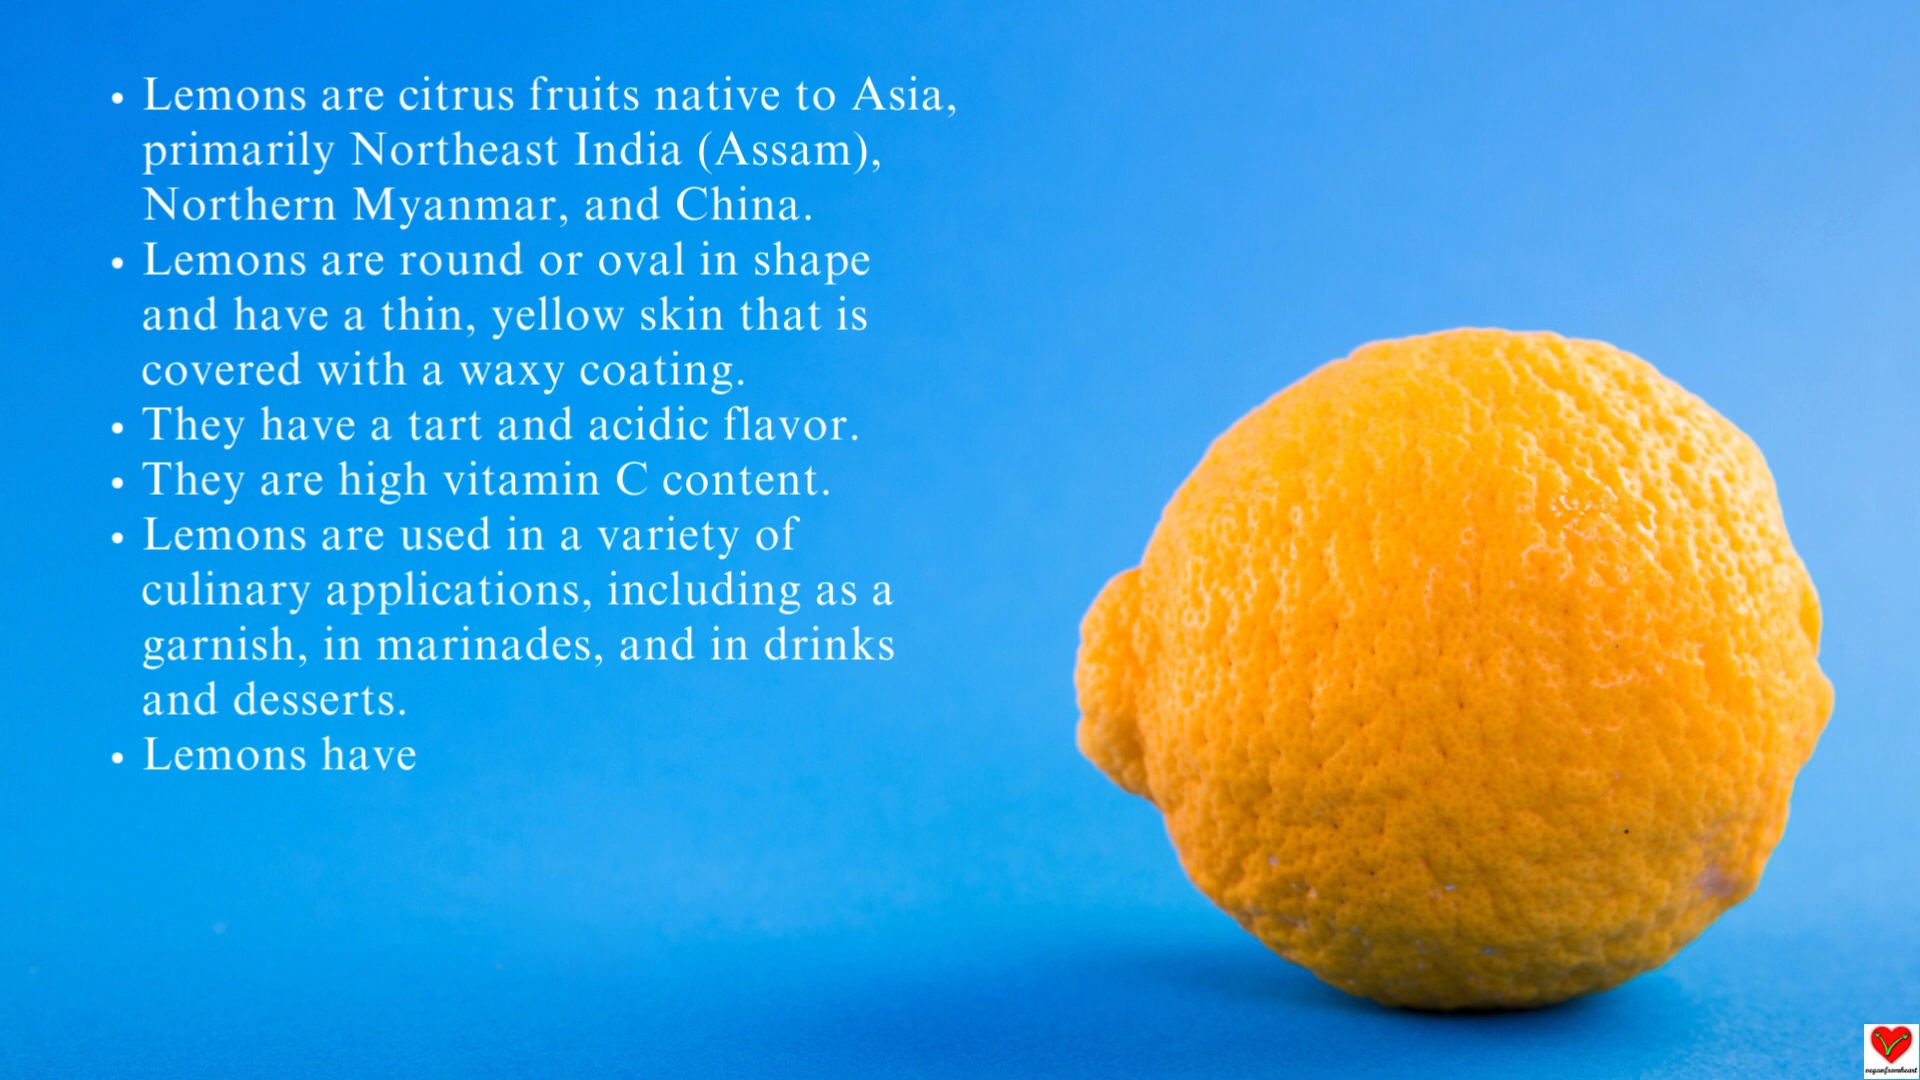 • Lemons are citrus fruits native to Asia,
primarily Northeast India (Assam),
Northern Myanmar, and China.
• Lemons are round or oval in shape
and have a thin, yellow skin that is
covered with a waxy coating.
• They have a tart and acidic flavor.
• They are high vitamin C content.
• Lemons are used in a variety of
culinary applications, including as a
garnish, in marinades, and in drinks
and desserts.
• Lemons have
veganfromheart